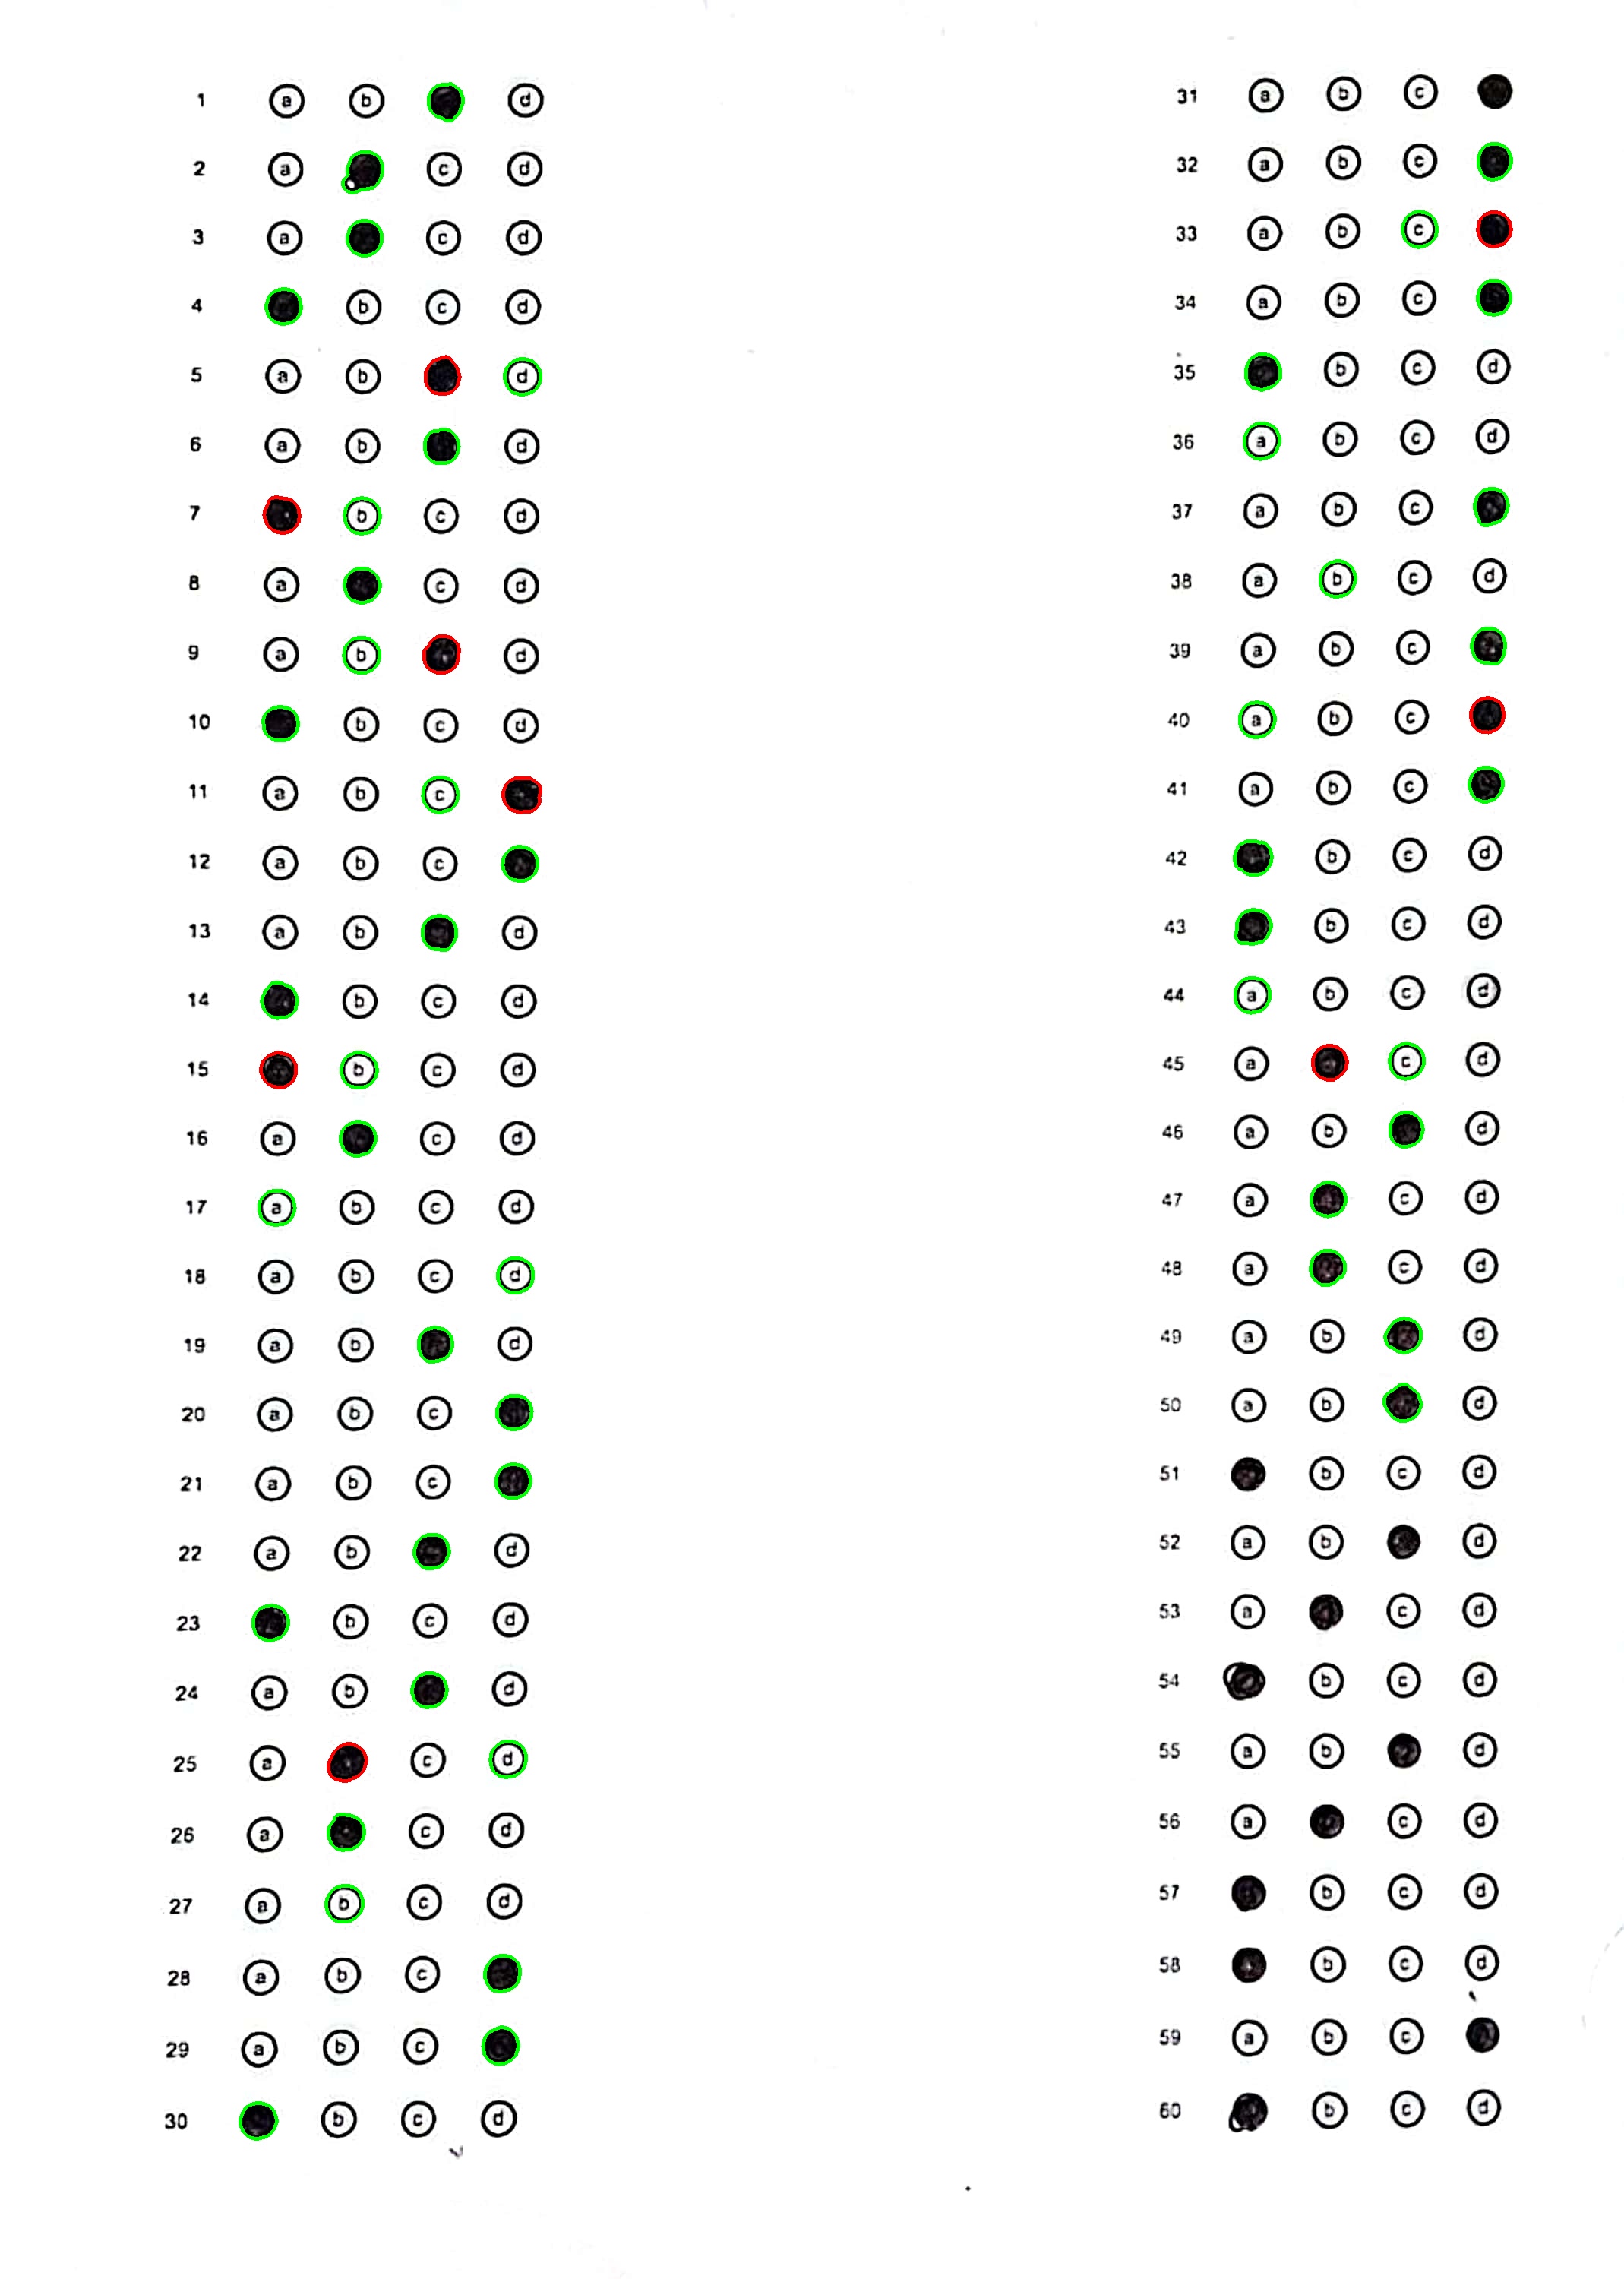 1 a b d
2 a c d
3 a c d
4 b c d
5 a b d
6 a b d
7 b c d
8 a c d
9 a b d
10 b c d
11 a b c
12 a b c
13 a b d
14 b c d
15 b c d
16 a c d
17 a b c d
18 a b c d
19 a b d
20 a b c
21 a b c
22 a b d
23 b c d
24 a b d
25 a c d
26 a c d
27 a b c d
28 a b c
29 a b c
30 b c d
31 a b c
32 a b c
33 a b c
34 a b c
35 b c d
36 a b c d
37 a b c
38 a b c d
39 a b c
40 a b c
41 a b c
42 b c d
43 b c d
44 a b c d
45 a c d
46 a b d
47 a c d
48 a c d
49 a b d
50 a b d
51 b c d
52 a b d
53 a c d
54 b c d
55 a b d
56 a c d
57 b c d
58 b c d
59 a b c
60 b c d